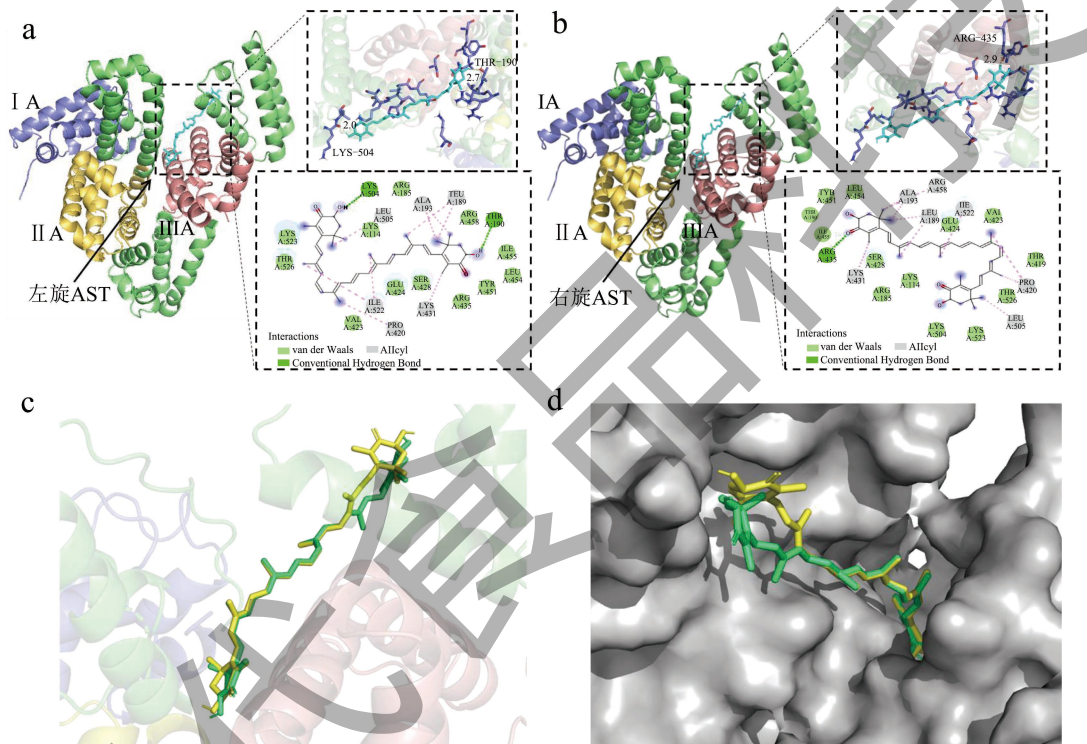 a
THR-190
2.7
2.0
LYS-504
IA
IIA
IIIA
左旋AST
LYS
A:504
ARG
A:185
TEU
A:189
ALA
A:193
LEU
A:505
ARG
A:458
THR
A:190
LYS
A:523
LYS
A:114
THR
A:526
ILE
A:455
GLU
A:424
SER
A:428
LEU
A:454
TYR
A:451
ILE
A:522
LYS
A:431
ARG
A:435
VAL
A:423
PRO
A:420
Interactions
van der Waals
AIIcyl
Conventional Hydrogen Bond
b
ARG-435
2.9
IA
IIA
IIIA
右旋AST
TYR
A:451
LEU
A:154
ALA
A:193
ARG
A:458
LEU
A:189
IIE
A:522
VAL
A:423
GLU
A:424
ARG
A:435
SER
A:428
LYS
A:431
THR
A:419
LYS
A:114
ARG
A:185
THR
A:526
PRO
A:420
LEU
A:505
LYS
A:504
LYS
A:523
Interactions
van der Waals
AIIcyl
Conventional Hydrogen Bond
c
d